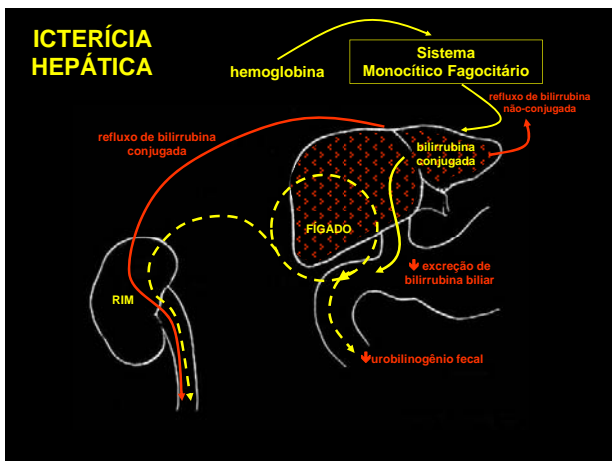 ICTERÍCIA
HEPÁTICA
hemoglobina
Sistema
Monocítico Fagocitário
refluxo de bilirrubina
não-conjugada
refluxo de bilirrubina
conjugada
bilirrubina
conjugada
FÍGADO
RIM
excreção de
bilirrubina biliar
urobilinogênio fecal